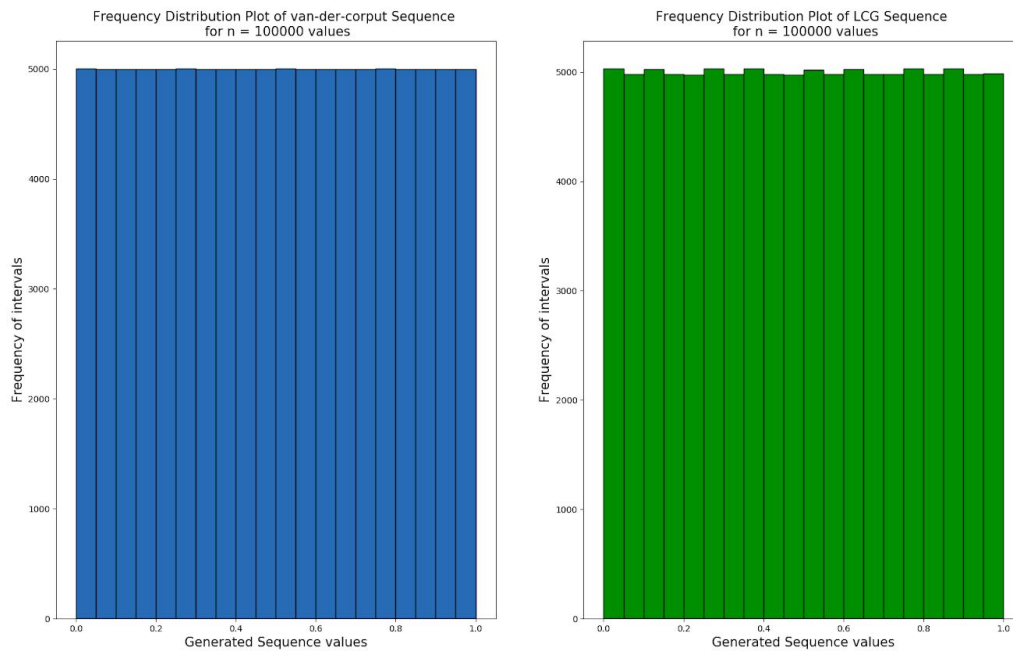 Frequency Distribution Plot of van-der-corput Sequence
for n = 100000 values
5000
4000
3000
2000
1000
0
Frequency of intervals
0.0 0.2 0.4 0.6 0.8 1.0
Generated Sequence values
Frequency Distribution Plot of LCG Sequence
for n = 100000 values
5000
4000
3000
2000
1000
0
Frequency of intervals
0.0 0.2 0.4 0.6 0.8 1.0
Generated Sequence values